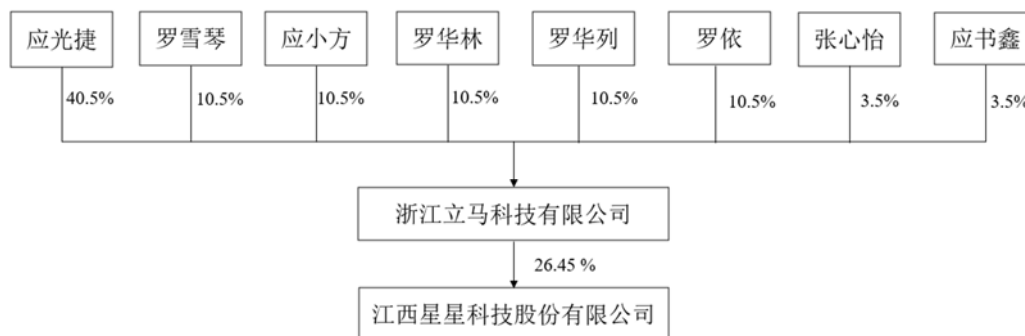 应光捷 罗雪琴 应小方 罗华林 罗华列 罗依 张心怡 应书鑫
40.5% 10.5% 10.5% 10.5% 10.5% 10.5% 3.5% 3.5%
浙江立马科技有限公司
26.45 %
江西星星科技股份有限公司